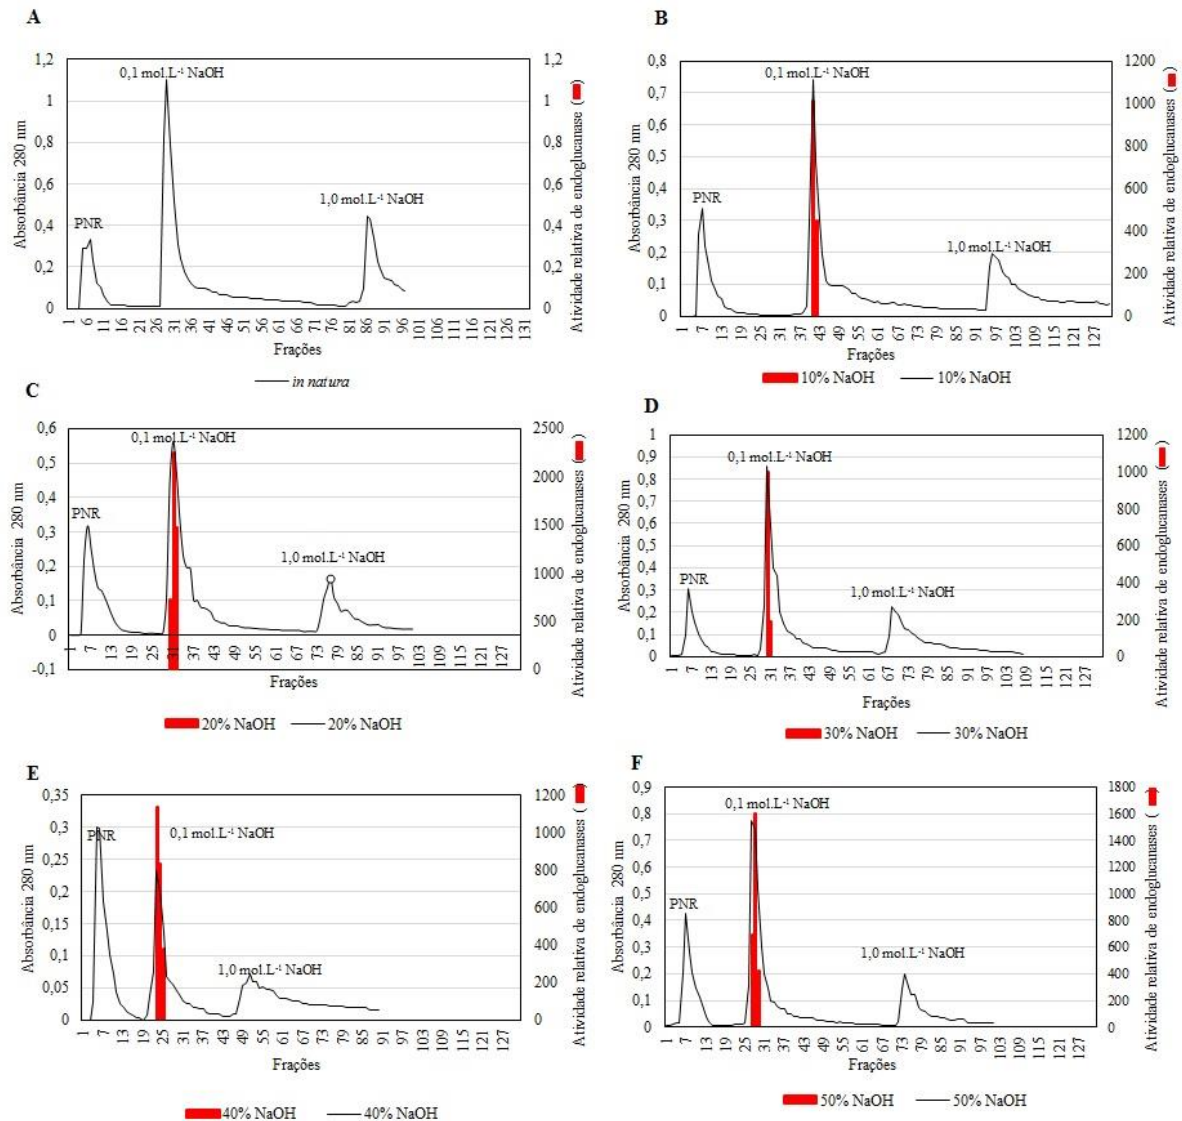 A
1,2
1
0,8
0,6
0,4
0,2
0
Absorbância 280 nm
0,1 mol.L⁻¹ NaOH
PNR
1,0 mol.L⁻¹ NaOH
1,2
1
0,8
0,6
0,4
0,2
0
Atividade relativa de endoglucanase ( )
1 6 11 16 21 26 31 36 41 46 51 56 61 66 71 76 81 86 91 96 101 106 111 116 121 126 131
Frações
in natura
B
0,8
0,7
0,6
0,5
0,4
0,3
0,2
0,1
0
Absorbância 280 nm
0,1 mol.L⁻¹ NaOH
PNR
1,0 mol.L⁻¹ NaOH
1200
1000
800
600
400
200
0
Atividade relativa de endoglucanases ( )
1 7 13 19 25 31 37 43 49 55 61 67 73 79 85 91 97 103 109 115 121 127
Frações
10% NaOH 10% NaOH
C
0,6
0,5
0,4
0,3
0,2
0,1
0
-0,1
Absorbância 280 nm
0,1 mol.L⁻¹ NaOH
PNR
1,0 mol.L⁻¹ NaOH
2500
2000
1500
1000
500
0
Atividade relativa de endoglucanases ( )
1 7 13 19 25 31 37 43 49 55 61 67 73 79 85 91 97 103 109 115 121 127
Frações
20% NaOH 20% NaOH
D
1
0,9
0,8
0,7
0,6
0,5
0,4
0,3
0,2
0,1
0
Absorbância 280 nm
0,1 mol.L⁻¹ NaOH
PNR
1,0 mol.L⁻¹ NaOH
1200
1000
800
600
400
200
0
Atividade relativa de endoglucanases ( )
1 7 13 19 25 31 37 43 49 55 61 67 73 79 85 91 97 103 109 115 121 127
Frações
30% NaOH 30% NaOH
E
0,35
0,3
0,25
0,2
0,15
0,1
0,05
0
Absorbância 280 nm
PNR
0,1 mol.L⁻¹ NaOH
1,0 mol.L⁻¹ NaOH
1200
1000
800
600
400
200
0
Atividade relativa de endoglucanases ( )
1 7 13 19 25 31 37 43 49 55 61 67 73 79 85 91 97 103 109 115 121 127
Frações
40% NaOH 40% NaOH
F
0,9
0,8
0,7
0,6
0,5
0,4
0,3
0,2
0,1
0
Absorbância 280 nm
0,1 mol.L⁻¹ NaOH
PNR
1,0 mol.L⁻¹ NaOH
1800
1600
1400
1200
1000
800
600
400
200
0
Atividade relativa de endoglucanases ( )
1 7 13 19 25 31 37 43 49 55 61 67 73 79 85 91 97 103 109 115 121 127
Frações
50% NaOH 50% NaOH